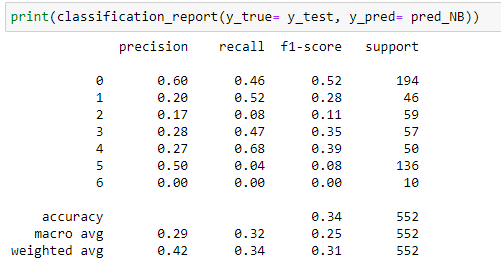 print(classification_report(y_true= y_test, y_pred= pred_NB))
precision recall f1-score support
0 0.60 0.46 0.52 194
1 0.20 0.52 0.28 46
2 0.17 0.08 0.11 59
3 0.28 0.47 0.35 57
4 0.27 0.68 0.39 50
5 0.50 0.04 0.08 136
6 0.00 0.00 0.00 10
accuracy 0.34 552
macro avg 0.29 0.32 0.25 552
weighted avg 0.42 0.34 0.31 552